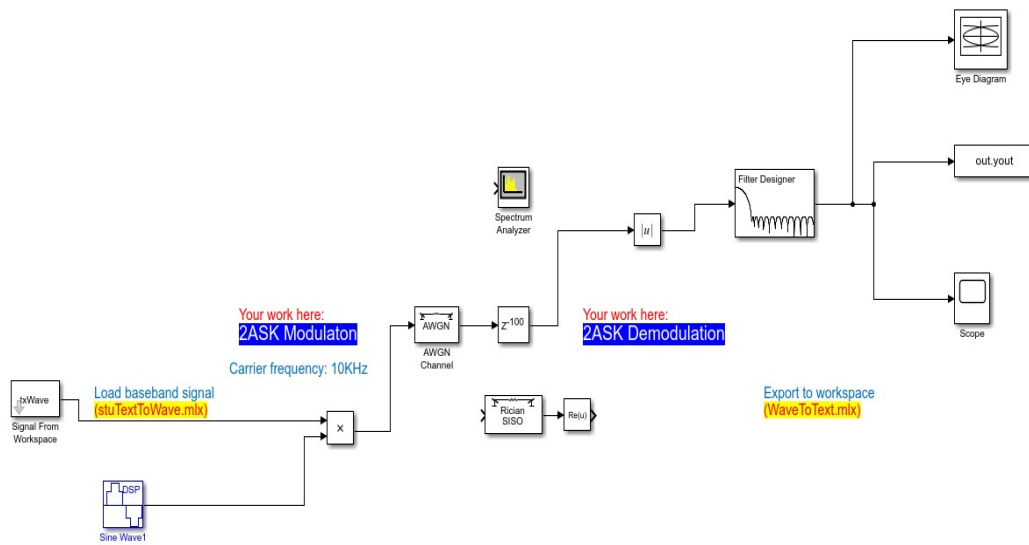 Eye Diagram
out.yout
Filter Designer
Spectrum
Analyzer
|u|
Your work here:
2ASK Modulaton
AWGN
AWGN
Channel
Z-100
Your work here:
2ASK Demodulation
Scope
Carrier frequency: 10KHz
txWave
Signal From
Workspace
Load baseband signal
(stuTextToWave.mlx)
×
Rician
SISO
Re(u)
Export to workspace
(WaveToText.mlx)
DSP
Sine Wave1